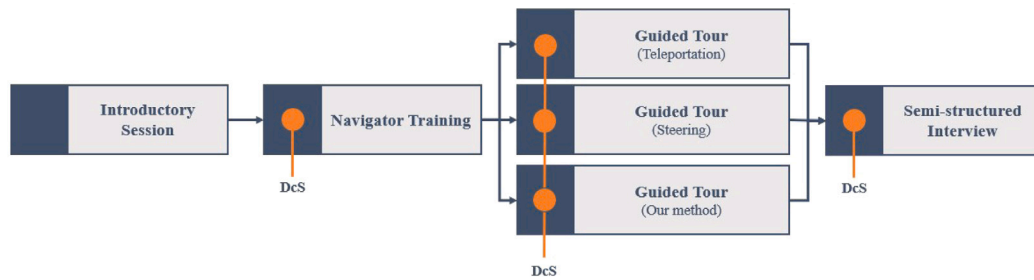 Introductory
Session
DcS
Navigator Training
Guided Tour
(Teleportation)
Guided Tour
(Steering)
Guided Tour
(Our method)
DcS
Semi-structured
Interview
DcS